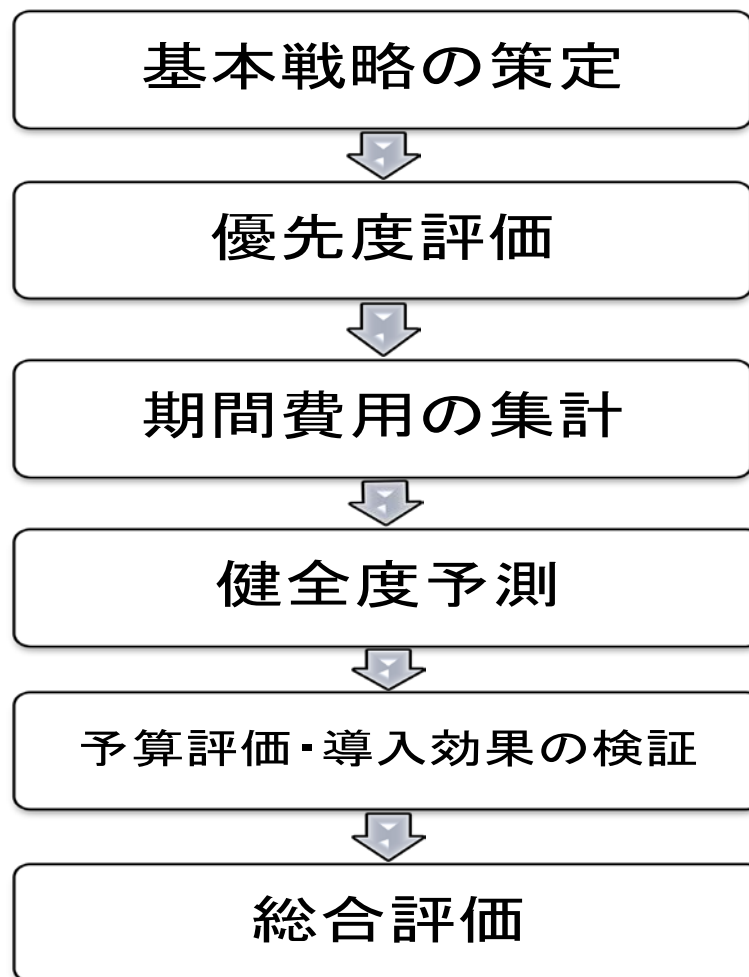 基本戦略の策定
優先度評価
期間費用の集計
健全度予測
予算評価・導入効果の検証
総合評価